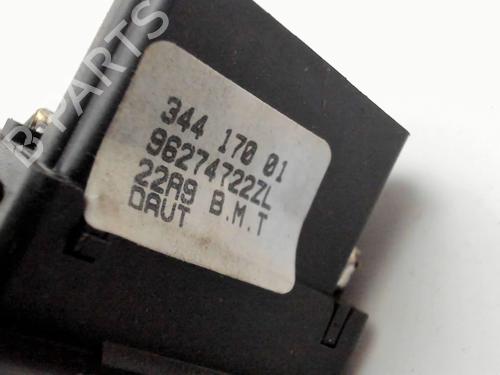 B-PARTS
344 170 01
96274722ZL
22A9 B.M.T
DAUT